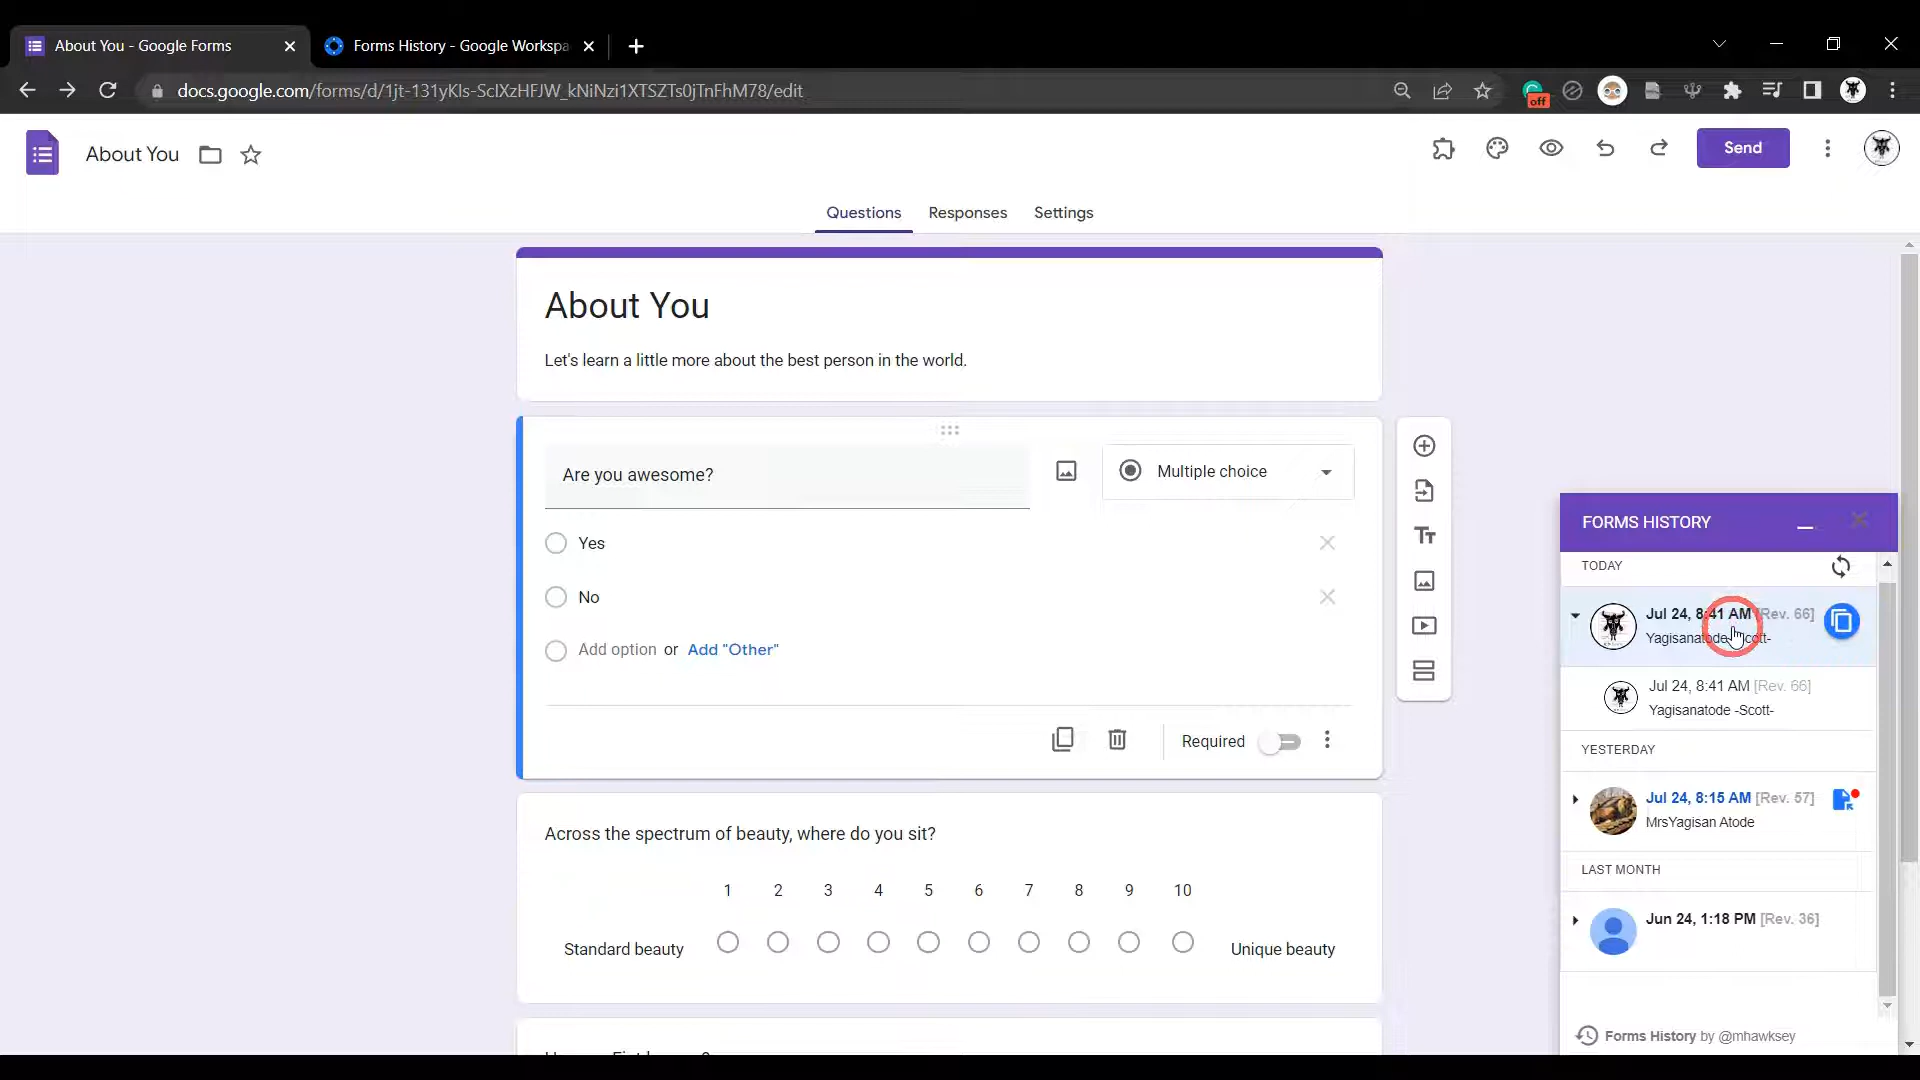 About You - Google Forms
Forms History - Google Workspa
docs.google.com/forms/d/1jt-131yKIs-ScIXzHFJW_kNiNzi1XTSZTs0jTnFhM78/edit
off
About You
Send
Questions Responses Settings
About You
Let's learn a little more about the best person in the world.
Are you awesome?
Multiple choice
Yes
No
Add option or Add "Other"
Required
Across the spectrum of beauty, where do you sit?
1 2 3 4 5 6 7 8 9 10
Standard beauty
Unique beauty
FORMS HISTORY
TODAY
Jul 24, 8:41 AM [Rev. 66]
Yagisanatode -Scott-
Jul 24, 8:41 AM [Rev. 66]
Yagisanatode -Scott-
YESTERDAY
Jul 24, 8:15 AM [Rev. 57]
MrsYagisan Atode
LAST MONTH
Jun 24, 1:18 PM [Rev. 36]
Forms History by @mhawksey